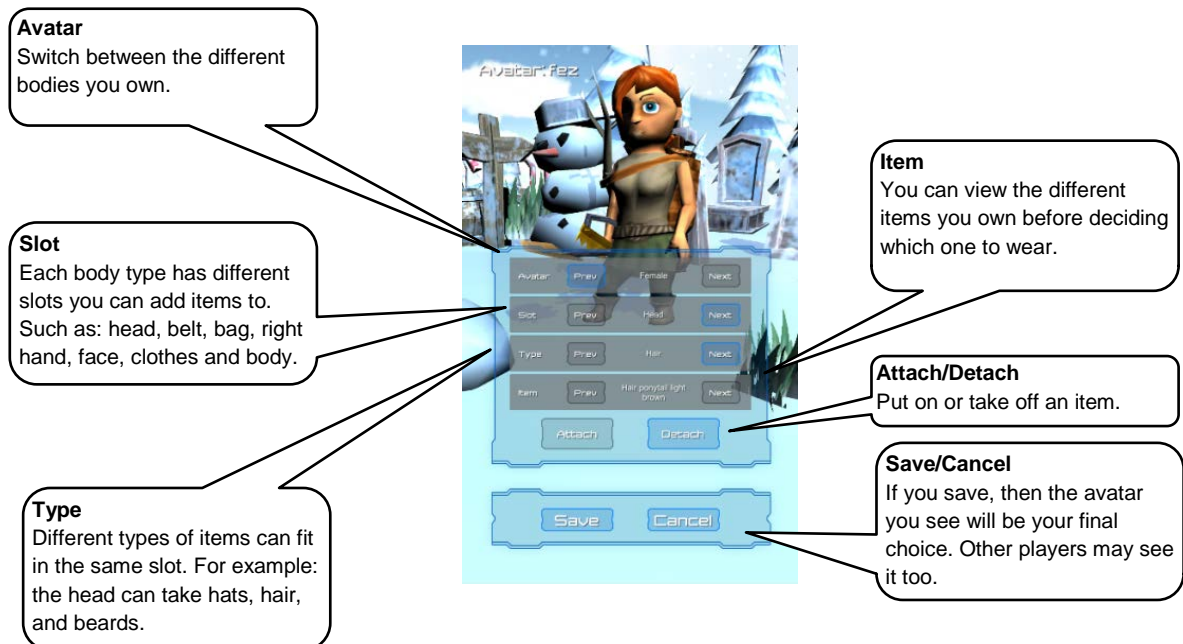 Avatar
Switch between the different
bodies you own.
Slot
Each body type has different
slots you can add items to.
Such as: head, belt, bag, right
hand, face, clothes and body.
Type
Different types of items can fit
in the same slot. For example:
the head can take hats, hair,
and beards.
Avatar: fez
Avatar Prev Female Next
Slot Prev Head Next
Type Prev Hair Next
Item Prev Hair ponytail light
brown Next
Attach Detach
Save Cancel
Item
You can view the different
items you own before deciding
which one to wear.
Attach/Detach
Put on or take off an item.
Save/Cancel
If you save, then the avatar
you see will be your final
choice. Other players may see
it too.